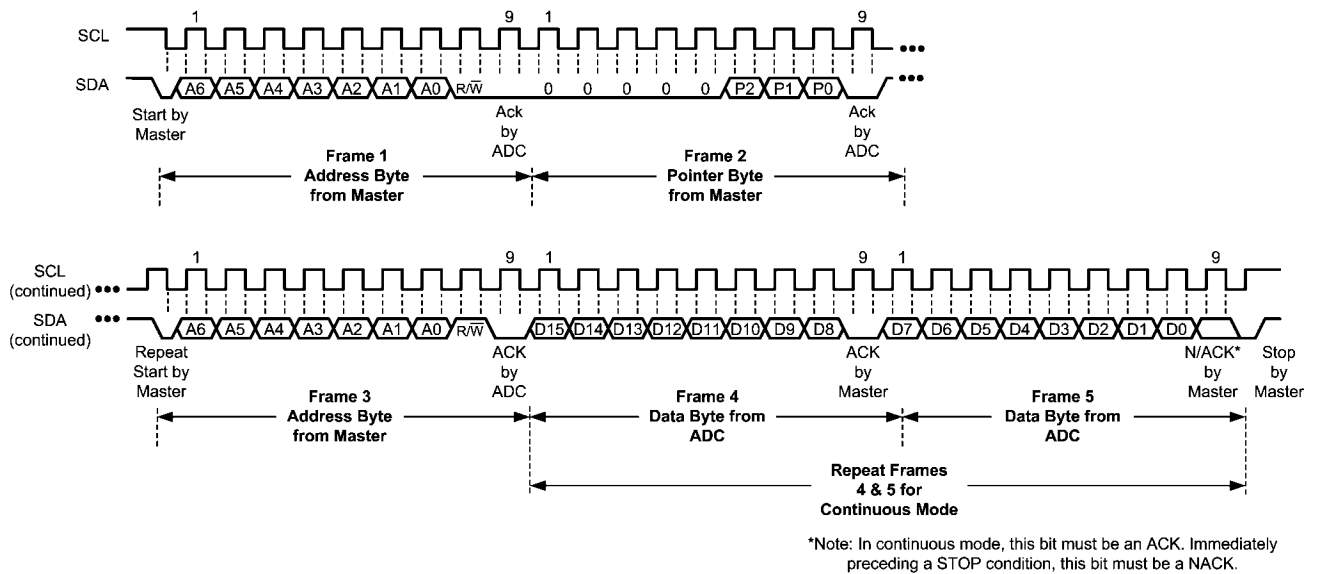 1 9 1 9
SCL •••
SDA A6 A5 A4 A3 A2 A1 A0 R/W̅ 0 0 0 0 0 P2 P1 P0 •••
Start by
Master
Ack
by
ADC
Ack
by
ADC
Frame 1
Address Byte
from Master
Frame 2
Pointer Byte
from Master
1 9 1 9 1 9
SCL
(continued) •••
SDA
(continued) ••• A6 A5 A4 A3 A2 A1 A0 R/W̅ D15 D14 D13 D12 D11 D10 D9 D8 D7 D6 D5 D4 D3 D2 D1 D0
Repeat
Start by
Master
ACK
by
ADC
ACK
by
Master
N/ACK*
by
Master
Stop
by
Master
Frame 3
Address Byte
from Master
Frame 4
Data Byte from
ADC
Frame 5
Data Byte from
ADC
Repeat Frames
4 & 5 for
Continuous Mode
*Note: In continuous mode, this bit must be an ACK. Immediately
preceding a STOP condition, this bit must be a NACK.